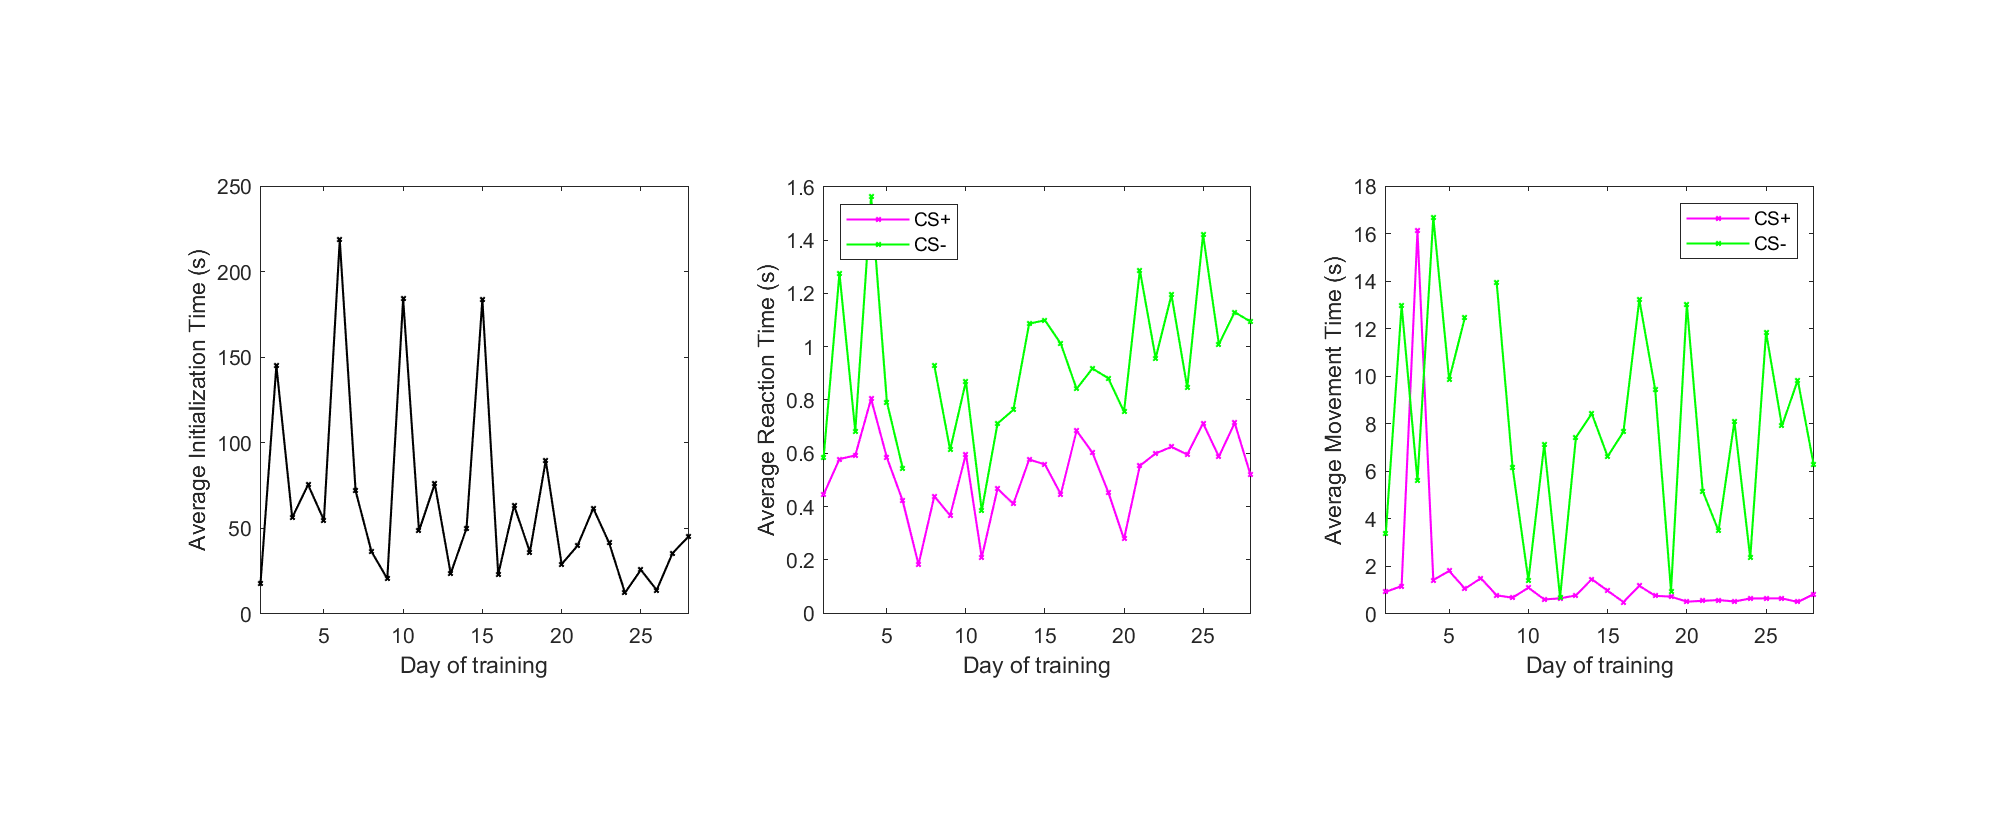 Average Initialization Time (s)
250
200
150
100
50
0
5 10 15 20 25
Day of training
Average Reaction Time (s)
1.6
1.4
1.2
1
0.8
0.6
0.4
0.2
0
CS+
CS-
5 10 15 20 25
Day of training
Average Movement Time (s)
18
16
14
12
10
8
6
4
2
0
CS+
CS-
5 10 15 20 25
Day of training